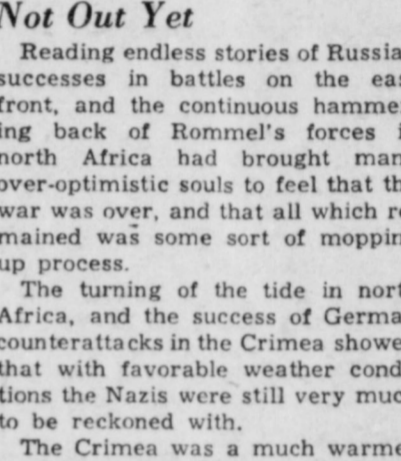 Not Out Yet
Reading endless stories of Russia
successes in battles on the eas
front, and the continuous hamme
ing back of Rommel's forces i
north Africa had brought man
over-optimistic souls to feel that th
war was over, and that all which re
mained was some sort of moppin
up process.
The turning of the tide in nort
Africa, and the success of Germa
counterattacks in the Crimea showe
that with favorable weather cond
tions the Nazis were still very muc
to be reckoned with.
The Crimea was a much warme